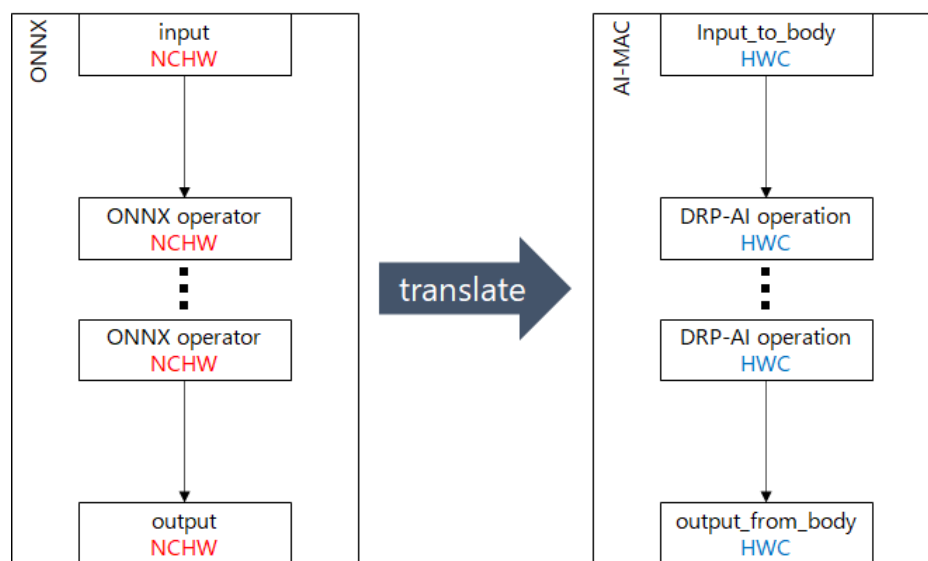 ONNX
input
NCHW
ONNX operator
NCHW
ONNX operator
NCHW
output
NCHW
translate
AI-MAC
Input_to_body
HWC
DRP-AI operation
HWC
DRP-AI operation
HWC
output_from_body
HWC